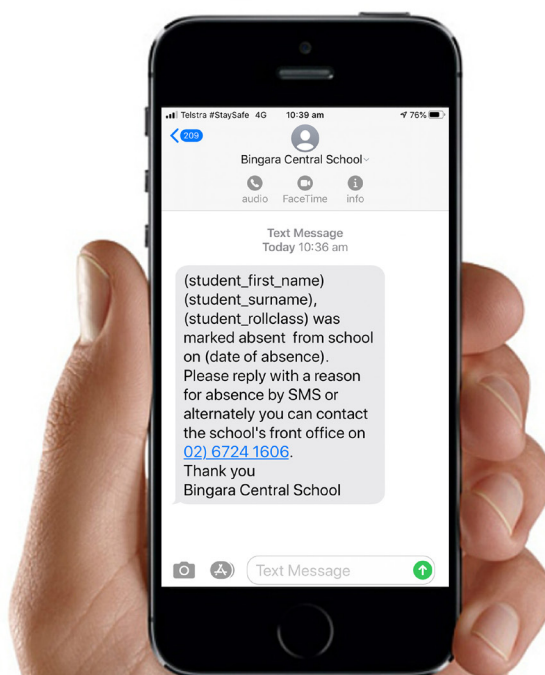 Telstra #StaySafe 4G 10:39 am 76%
209
Bingara Central School
audio FaceTime info
Text Message
Today 10:36 am
(student_first_name)
(student_surname),
(student_rollclass) was
marked absent from school
on (date of absence).
Please reply with a reason
for absence by SMS or
alternately you can contact
the school's front office on
02) 6724 1606.
Thank you
Bingara Central School
Text Message